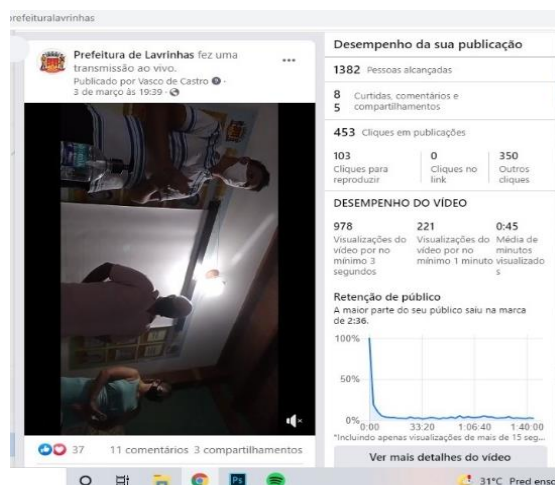 prefeituralavrinhas
Prefeitura de Lavrinhas fez uma
transmissão ao vivo.
Publicado por Vasco de Castro
3 de março às 19:39 ·
37
11 comentários 3 compartilhamentos
Desempenho da sua publicação
1382 Pessoas alcançadas
8
5
Curtidas, comentários e
compartilhamentos
453 Cliques em publicações
103
Cliques para
reproduzir
0
Cliques no
link
350
Outros
cliques
DESEMPENHO DO VÍDEO
978
Visualizações do
vídeo por no
mínimo 3
segundos
221
Visualizações do
vídeo por no
mínimo 1 minuto
0:45
Média de
minutos
visualizado
s
Retenção de público
A maior parte do seu público saiu na marca
de 2:36.
100%
50%
0%
0:00 33:20 1:06:40 1:40:00
*Incluindo apenas visualizações de mais de 15 seg...
Ver mais detalhes do vídeo
Ps
31°C Pred enso